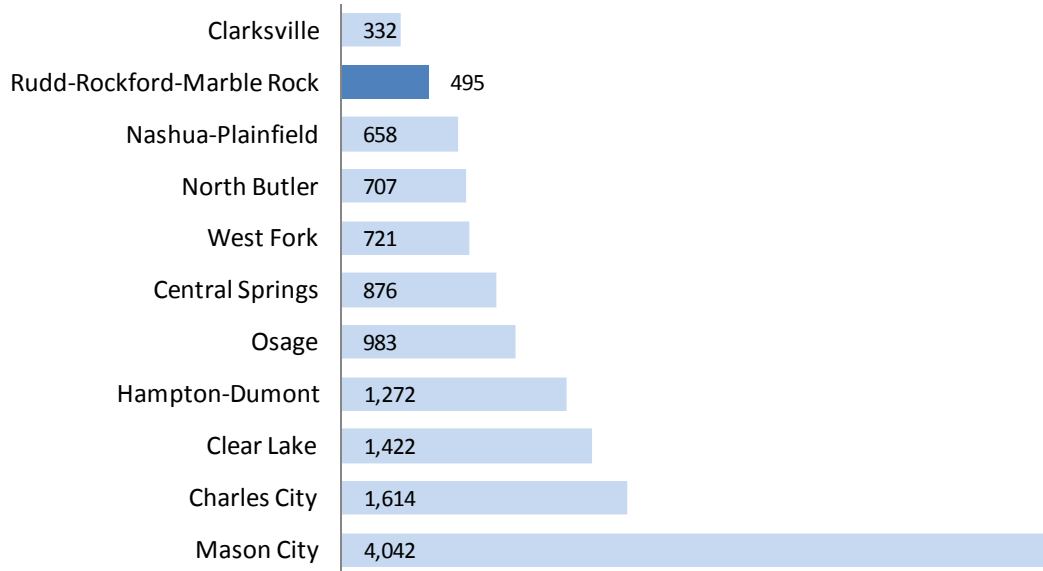 Clarksville 332
Rudd-Rockford-Marble Rock 495
Nashua-Plainfield 658
North Butler 707
West Fork 721
Central Springs 876
Osage 983
Hampton-Dumont 1,272
Clear Lake 1,422
Charles City 1,614
Mason City 4,042